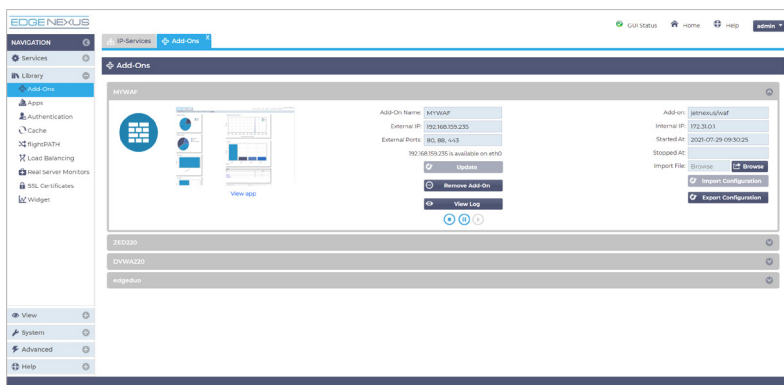 EDGENEXUS
GUI Status Home Help admin
NAVIGATION
IP-Services Add-Ons X
Services
Add-Ons
Library
Add-Ons
Apps
Authentication
Cache
flightPATH
Load Balancing
Real Server Monitors
SSL Certificates
Widget
MYWAF
View app
Add-On Name: MYWAF
External IP: 192.168.159.235
External Ports: 80, 88, 443
192.168.159.235 is available on eth0
Update
Remove Add-On
View Log
Add-on: jetnexus/waf
Internal IP: 172.31.0.1
Started At: 2021-07-29 09:30:25
Stopped At:
Import File: Browse Browse
Import Configuration
Export Configuration
ZED220
DVWA220
edgeduo
View
System
Advanced
Help